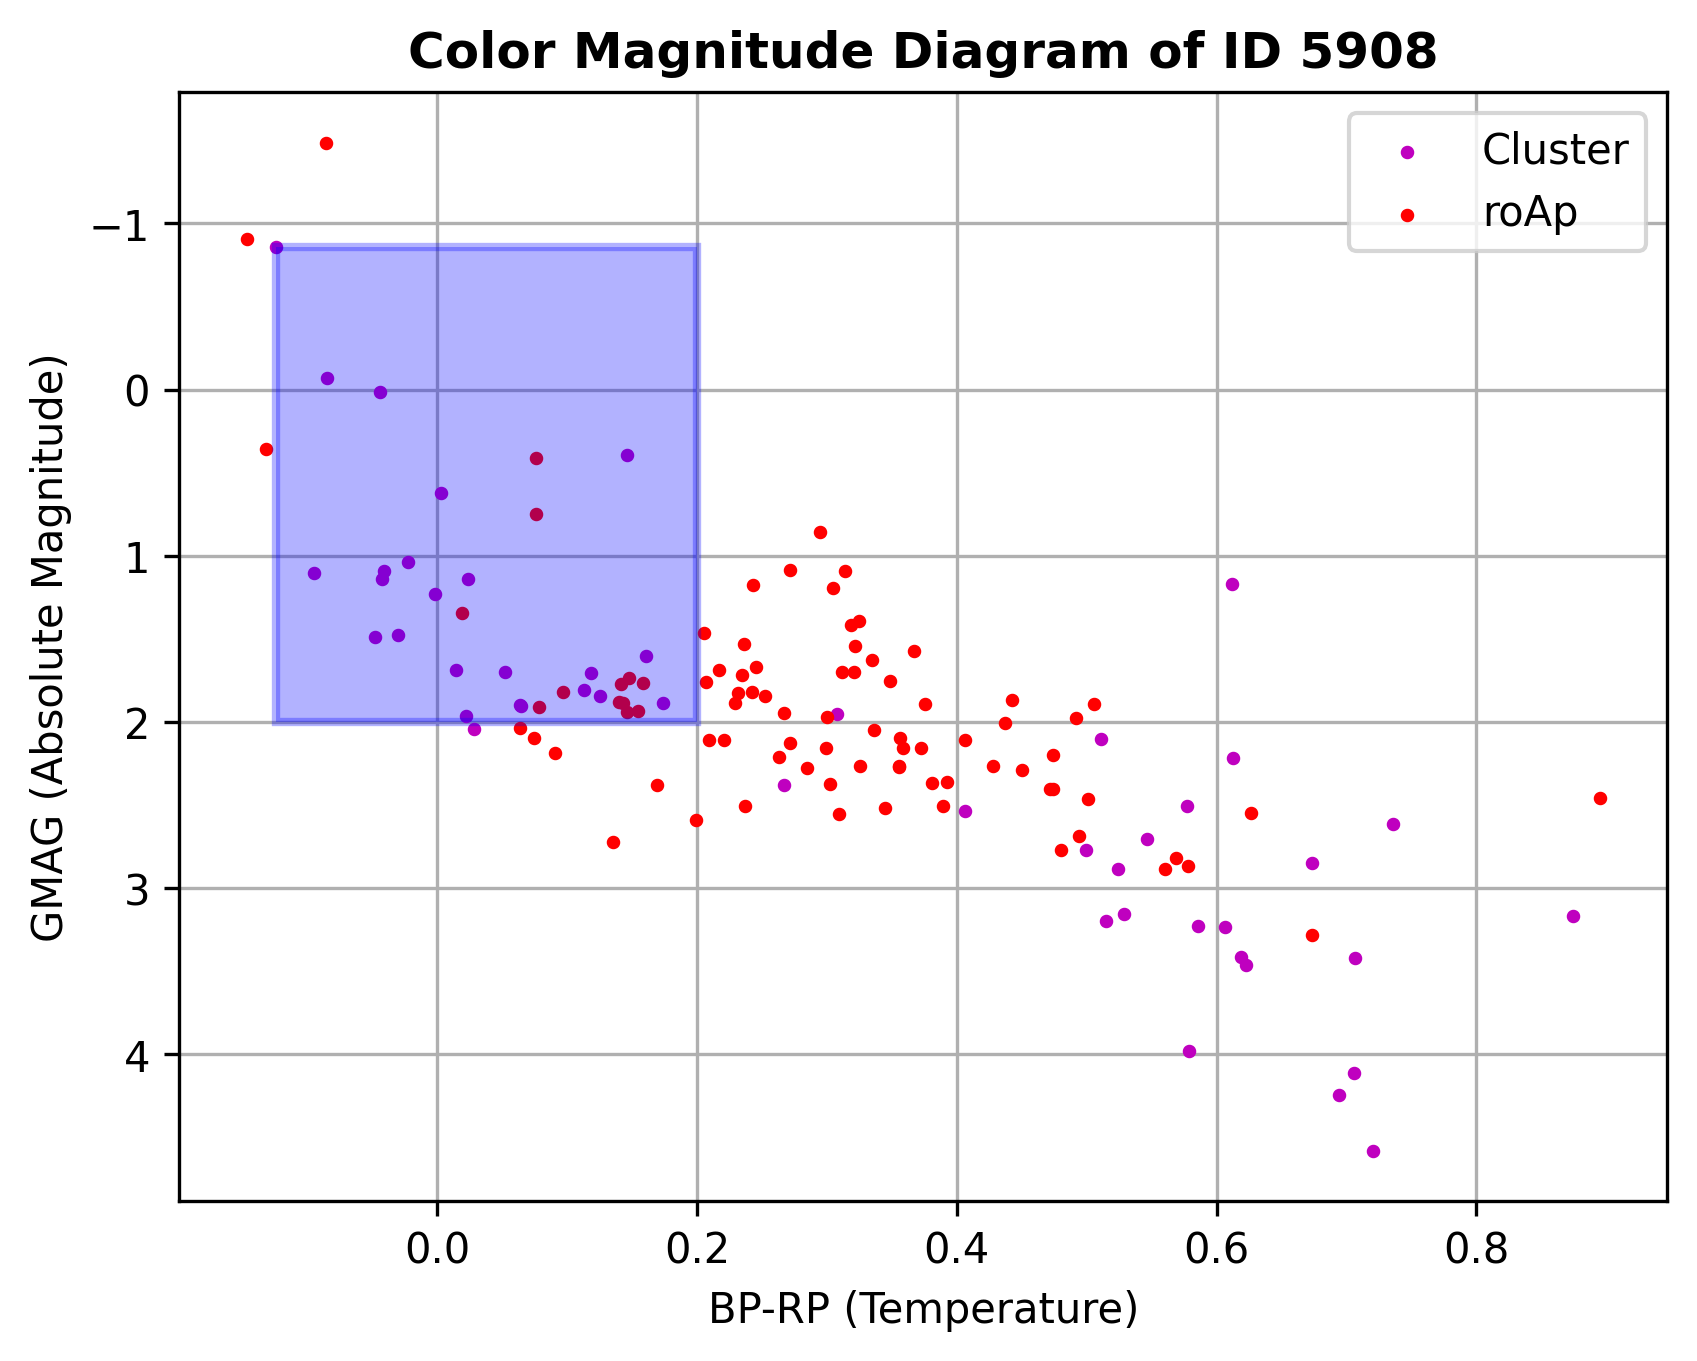 Color Magnitude Diagram of ID 5908
Cluster
roAp
−1
0
1
2
3
4
GMAG (Absolute Magnitude)
0.0 0.2 0.4 0.6 0.8
BP-RP (Temperature)